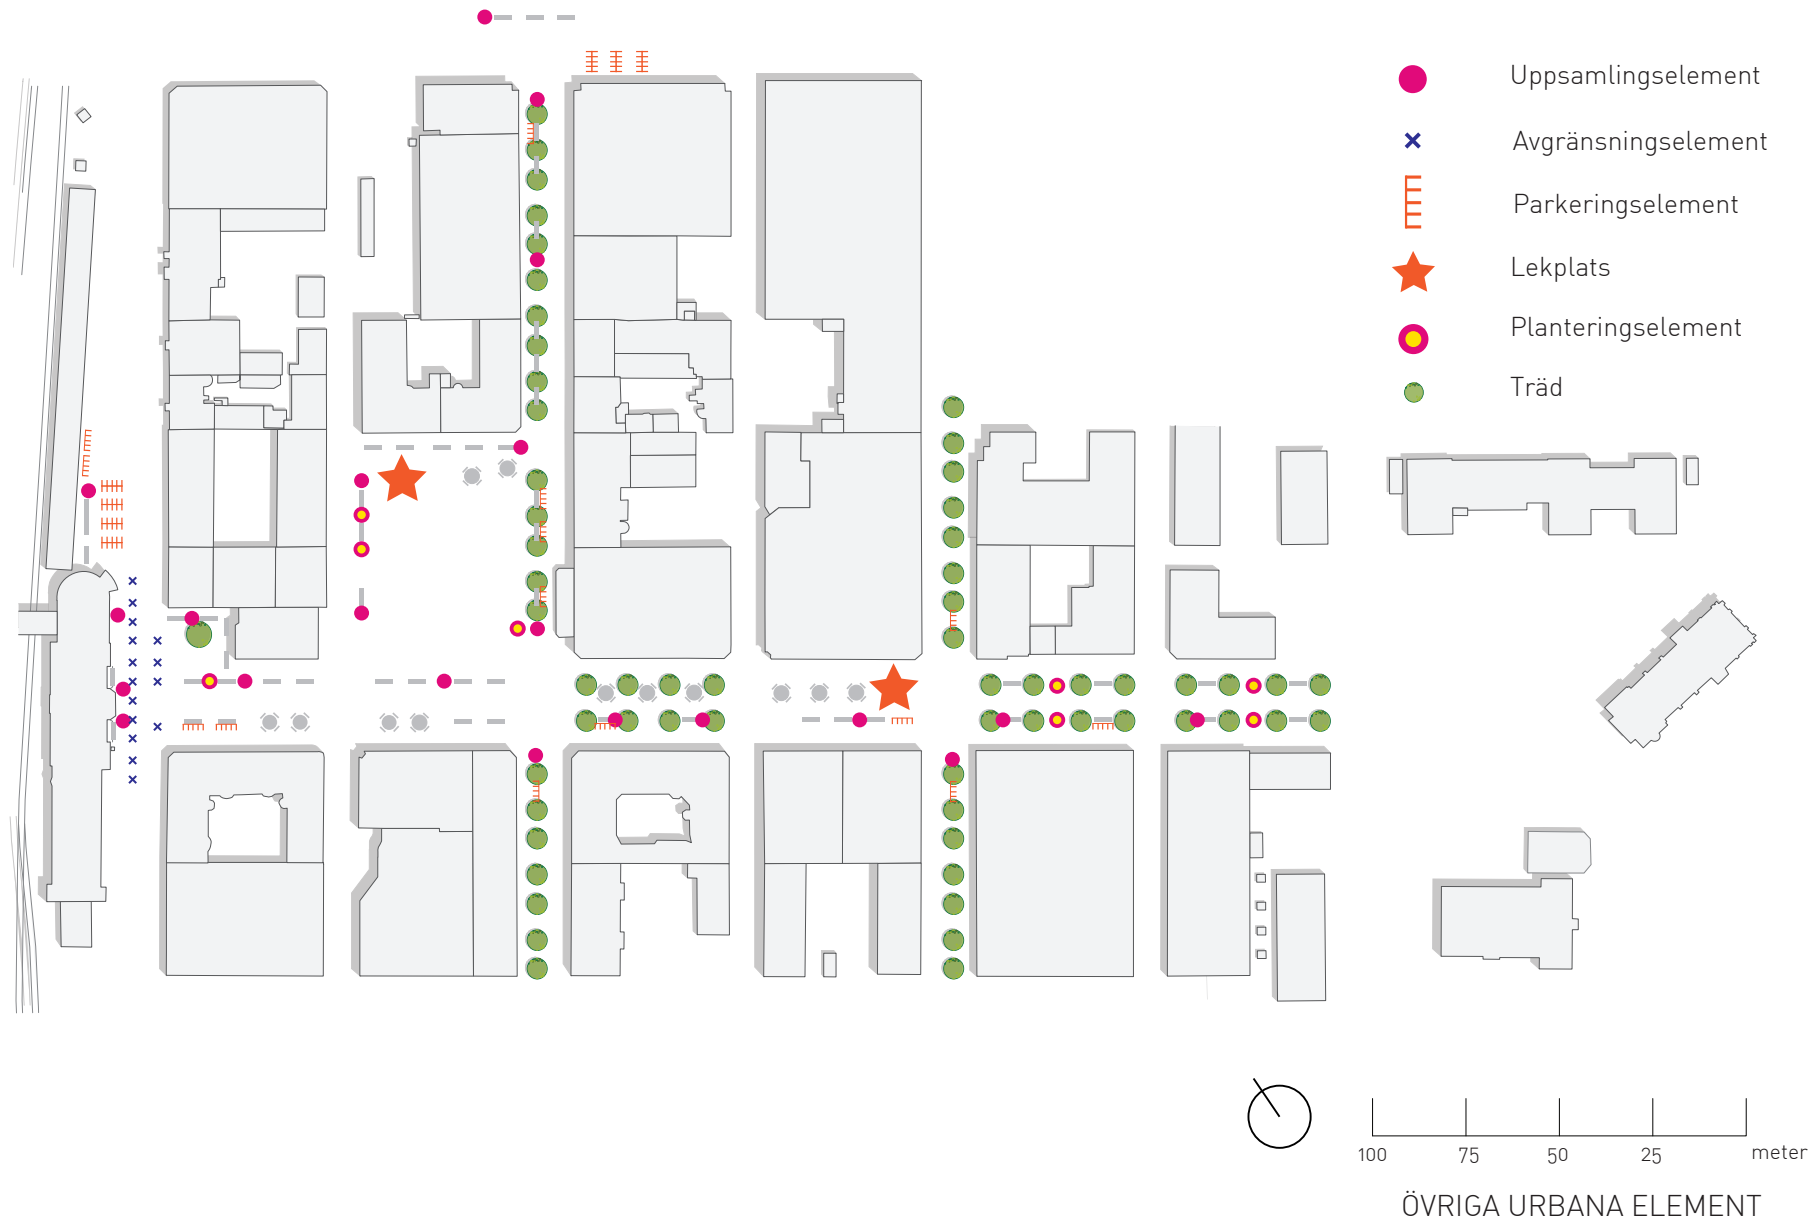 Uppsamlingselement
Avgränsningselement
Parkeringselement
Lekplats
Planteringselement
Träd
100 75 50 25 meter
ÖVRIGA URBANA ELEMENT